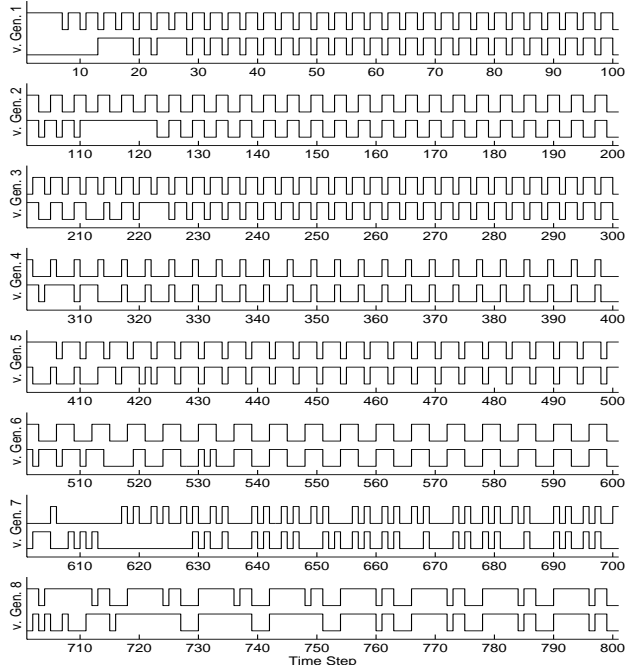 v. Gen. 1
10 20 30 40 50 60 70 80 90 100
v. Gen. 2
110 120 130 140 150 160 170 180 190 200
v. Gen. 3
210 220 230 240 250 260 270 280 290 300
v. Gen. 4
310 320 330 340 350 360 370 380 390 400
v. Gen. 5
410 420 430 440 450 460 470 480 490 500
v. Gen. 6
510 520 530 540 550 560 570 580 590 600
v. Gen. 7
610 620 630 640 650 660 670 680 690 700
v. Gen. 8
710 720 730 740 750 760 770 780 790 800
Time Step